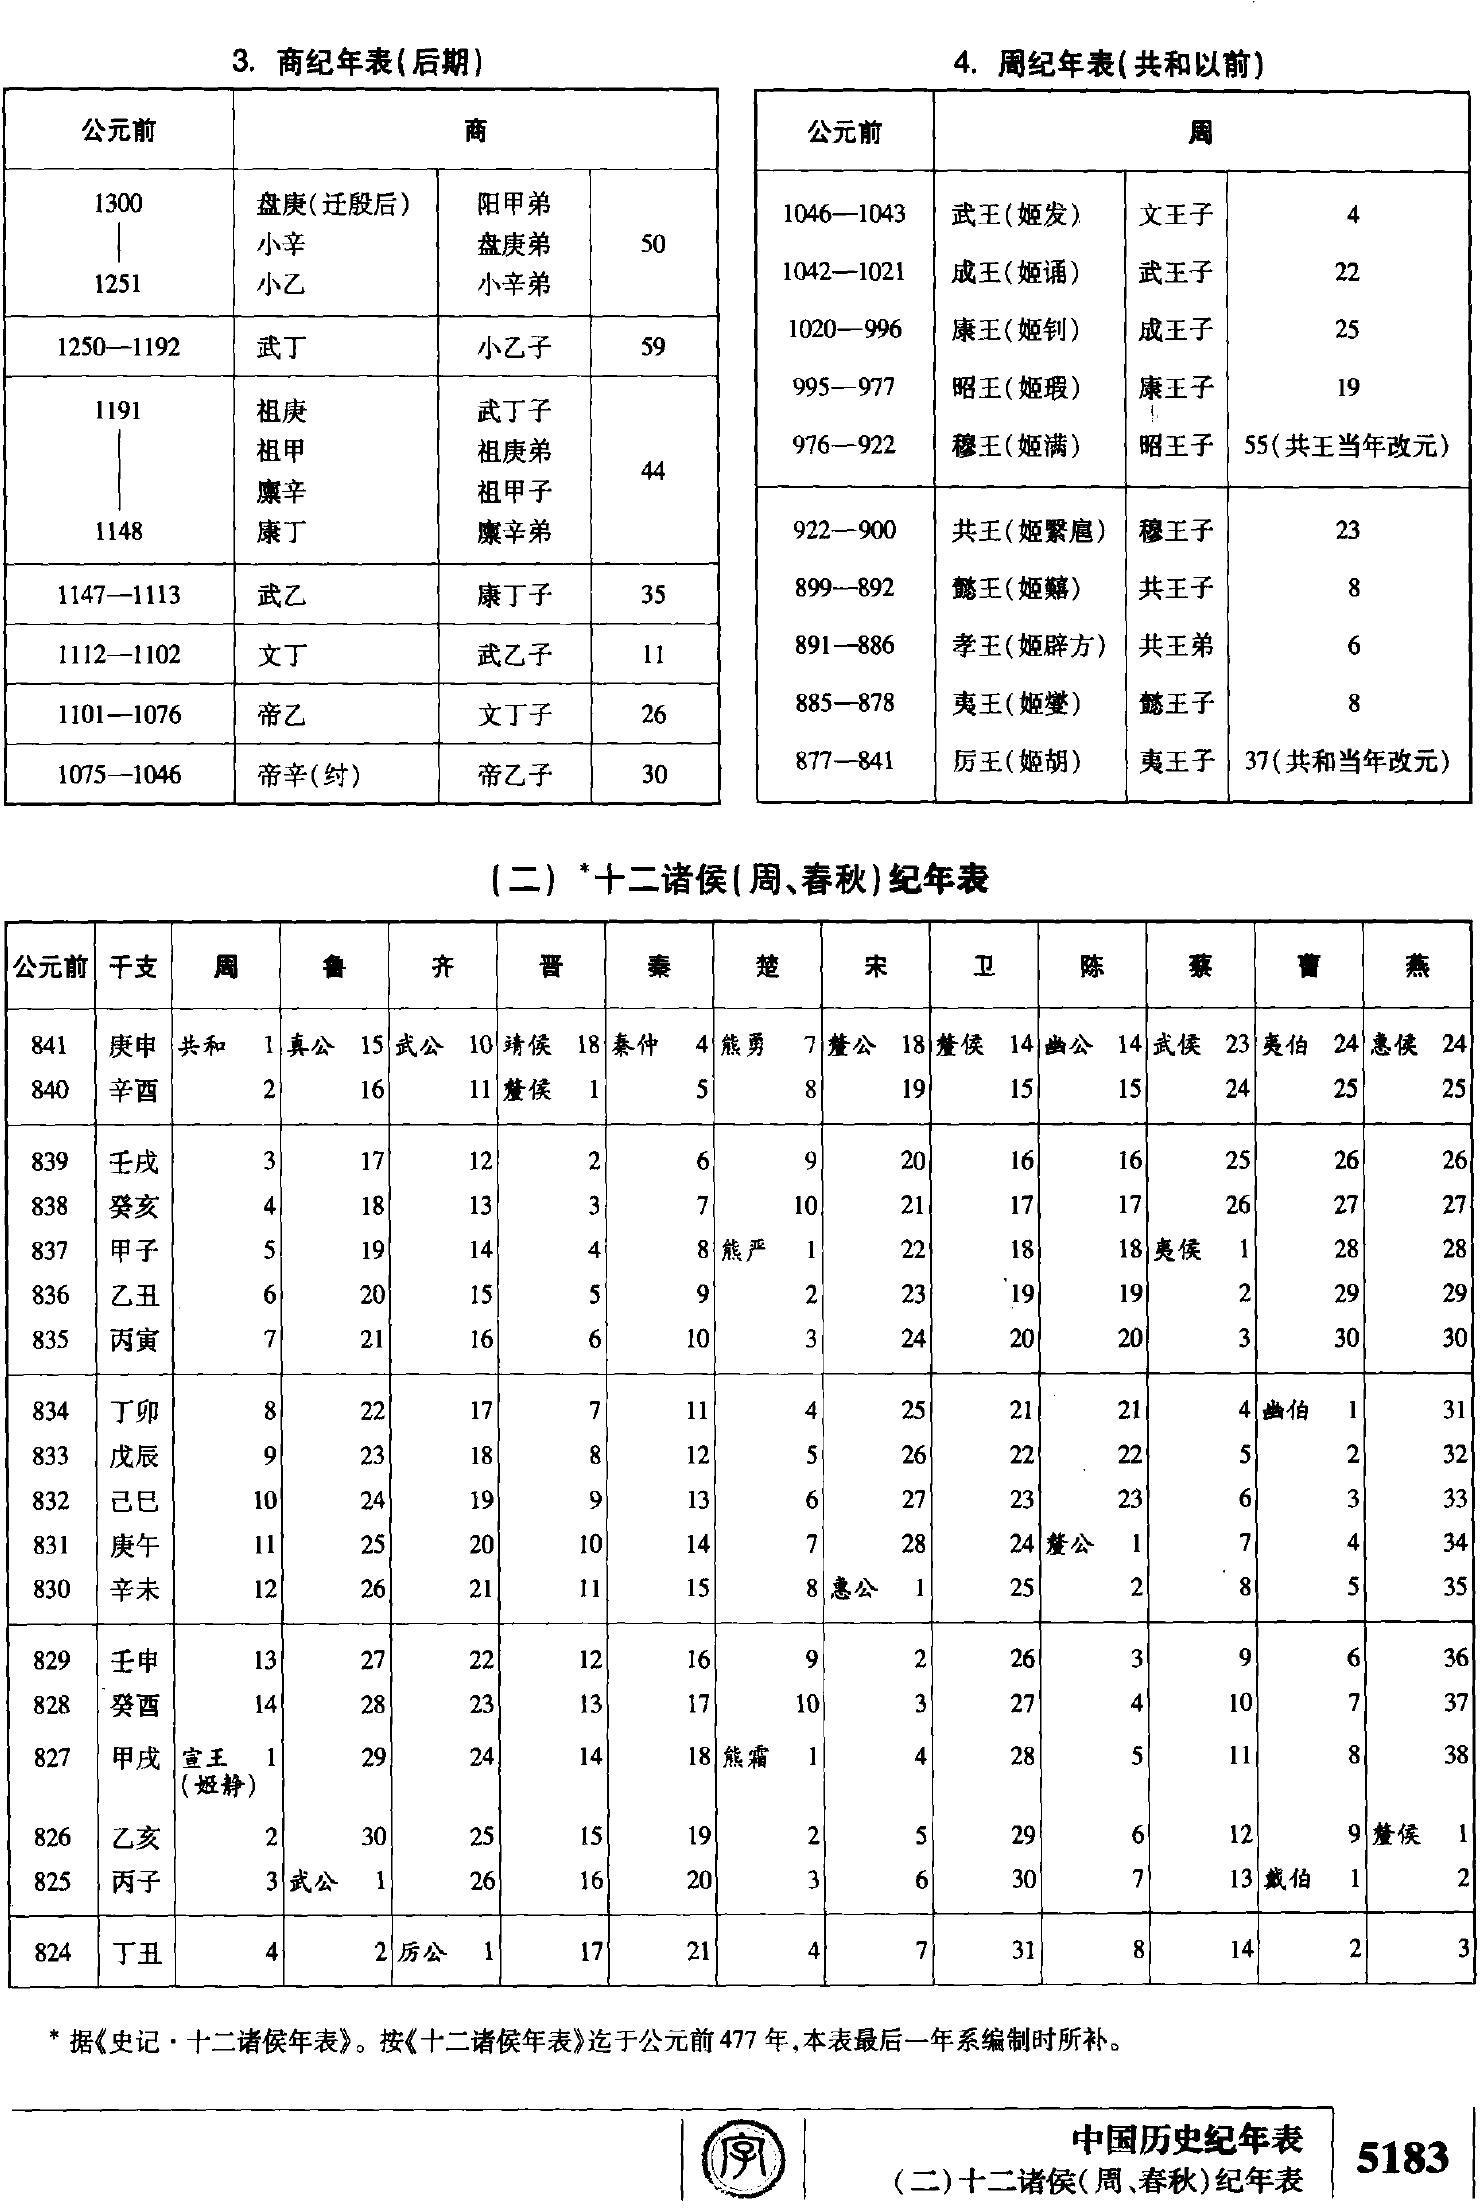 3. 商纪年表(后期)
公元前 商
1300 盘庚(迁殷后) 阳甲弟
| 小辛 盘庚弟 50
1251 小乙 小辛弟
1250—1192 武丁 小乙子 59
1191 祖庚 武丁子
| 祖甲 祖庚弟 44
廪辛 祖甲子
1148 康丁 廪辛弟
1147—1113 武乙 康丁子 35
1112—1102 文丁 武乙子 11
1101—1076 帝乙 文丁子 26
1075—1046 帝辛(纣) 帝乙子 30
4. 周纪年表(共和以前)
公元前 周
1046—1043 武王(姬发) 文王子 4
1042—1021 成王(姬诵) 武王子 22
1020—996 康王(姬钊) 成王子 25
995—977 昭王(姬瑕) 康王子 19
976—922 穆王(姬满) 昭王子 55(共王当年改元)
922—900 共王(姬繄扈) 穆王子 23
899—892 懿王(姬囏) 共王子 8
891—886 孝王(姬辟方) 共王弟 6
885—878 夷王(姬燮) 懿王子 8
877—841 厉王(姬胡) 夷王子 37(共和当年改元)
(二) *十二诸侯(周、春秋)纪年表
公元前 干支 周 鲁 齐 晋 秦 楚 宋 卫 陈 蔡 曹 燕
841 庚申 共和 1 真公 15 武公 10 靖侯 18 秦仲 4 熊勇 7 釐公 18 釐侯 14 幽公 14 武侯 23 夷伯 24 惠侯 24
840 辛酉 2 16 11 釐侯 1 5 8 19 15 15 24 25 25
839 壬戌 3 17 12 2 6 9 20 16 16 25 26 26
838 癸亥 4 18 13 3 7 10 21 17 17 26 27 27
837 甲子 5 19 14 4 8 熊严 1 22 18 18 夷侯 1 28 28
836 乙丑 6 20 15 5 9 2 23 19 19 2 29 29
835 丙寅 7 21 16 6 10 3 24 20 20 3 30 30
834 丁卯 8 22 17 7 11 4 25 21 21 4 幽伯 1 31
833 戊辰 9 23 18 8 12 5 26 22 22 5 2 32
832 己巳 10 24 19 9 13 6 27 23 23 6 3 33
831 庚午 11 25 20 10 14 7 28 24 釐公 1 7 4 34
830 辛未 12 26 21 11 15 8 惠公 1 25 2 8 5 35
829 壬申 13 27 22 12 16 9 2 26 3 9 6 36
828 癸酉 14 28 23 13 17 10 3 27 4 10 7 37
827 甲戌 宣王 1 29 24 14 18 熊霜 1 4 28 5 11 8 38
(姬静)
826 乙亥 2 30 25 15 19 2 5 29 6 12 9 釐侯 1
825 丙子 3 武公 1 26 16 20 3 6 30 7 13 戴伯 1 2
824 丁丑 4 2 厉公 1 17 21 4 7 31 8 14 2 3
* 据《史记·十二诸侯年表》。按《十二诸侯年表》迄于公元前477年,本表最后一年系编制时所补。
字
中国历史纪年表
(二)十二诸侯(周、春秋)纪年表
5183